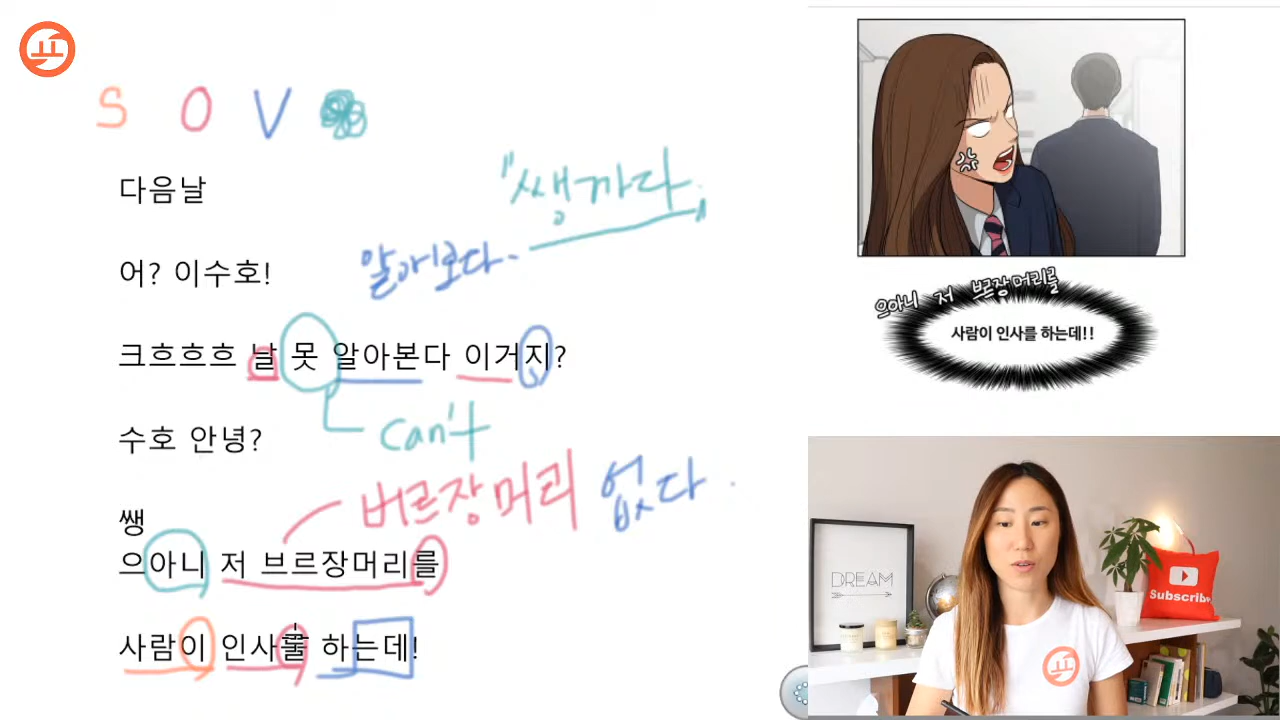 ㅛㅛ
S O V
다음날
"쌩까다"
어? 이수호!
알아보다.
크흐흐흐 날 못 알아본다 이거지?
can't
수호 안녕?
버르장머리 없다.
쌩
으아니 저 브르장머리를
사람이 인사를 하는데!
으아니 저 브르장머리를
사람이 인사를 하는데!!
DREAM
Subscribe